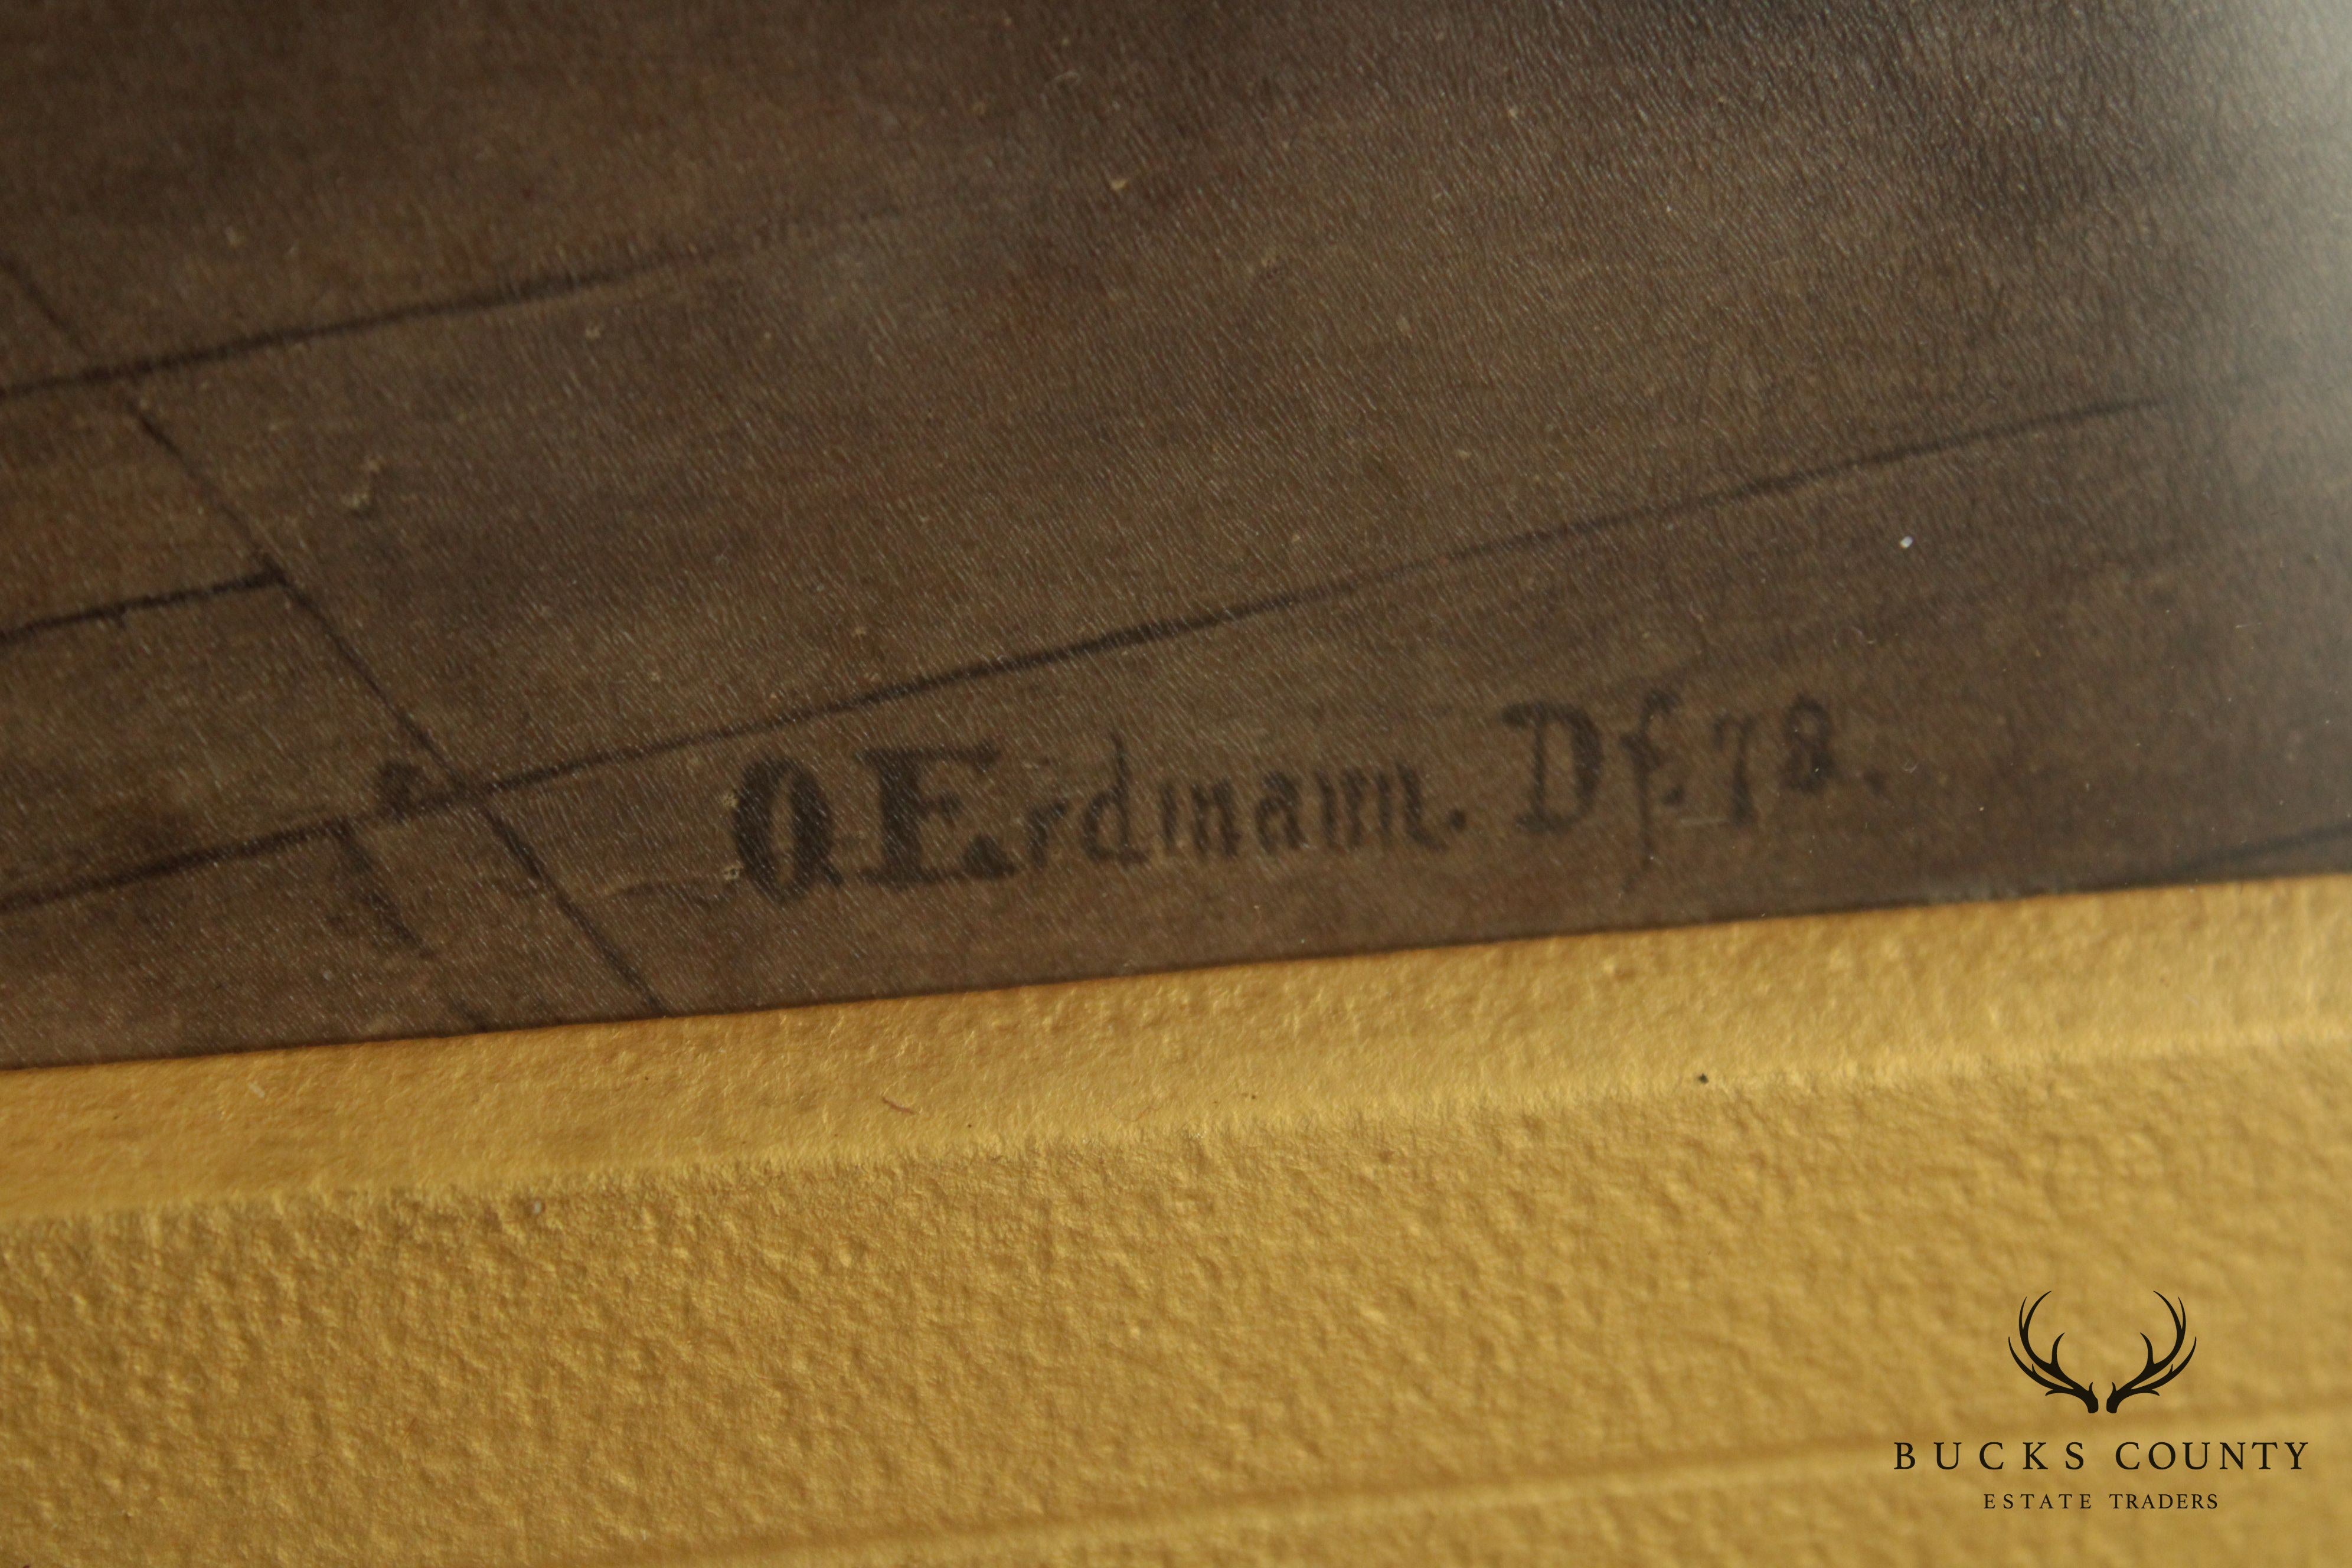 O. Erdmann. Df. 78.
BUCKS COUNTY
ESTATE TRADERS